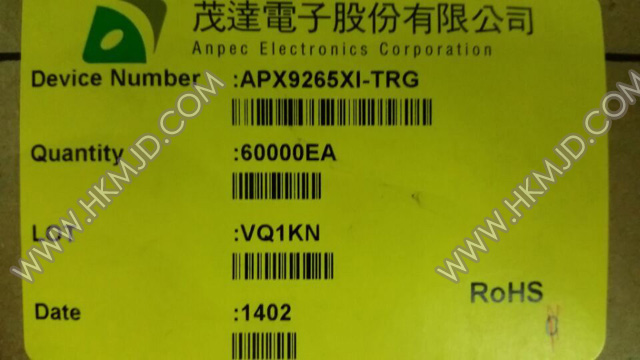 茂達電子股份有限公司
Anpec Electronics Corporation
Device Number :APX9265XI-TRG
Quantity :60000EA
LOT :VQ1KN
Date :1402
RoHS
WWW.HKMJD.COM
WWW.HKMJD.COM